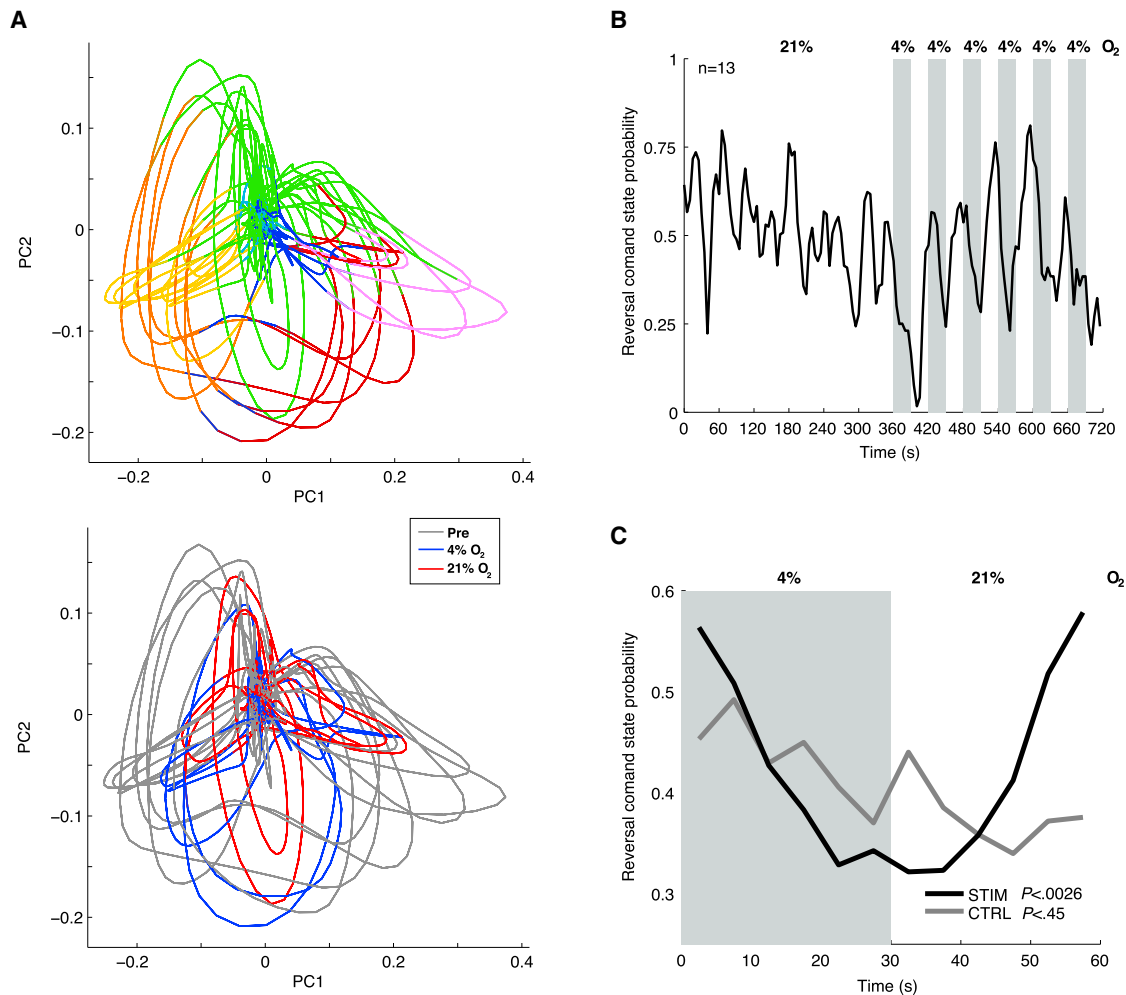 A
PC2
0.1
0
−0.1
−0.2
−0.2
0
0.2
0.4
PC1
Pre
4% O2
21% O2
PC2
0.1
0
−0.1
−0.2
−0.2
0
0.2
0.4
PC1
B
21%
4% 4% 4% 4% 4% 4% O2
n=13
Reversal comand state probability
1
0.75
0.5
0.25
0
0 60 120 180 240 300 360 420 480 540 600 660 720
Time (s)
C
4%
21%
O2
Reversal comand state probability
0.6
0.5
0.4
0.3
STIM P<.0026
CTRL P<.45
0 10 20 30 40 50 60
Time (s)